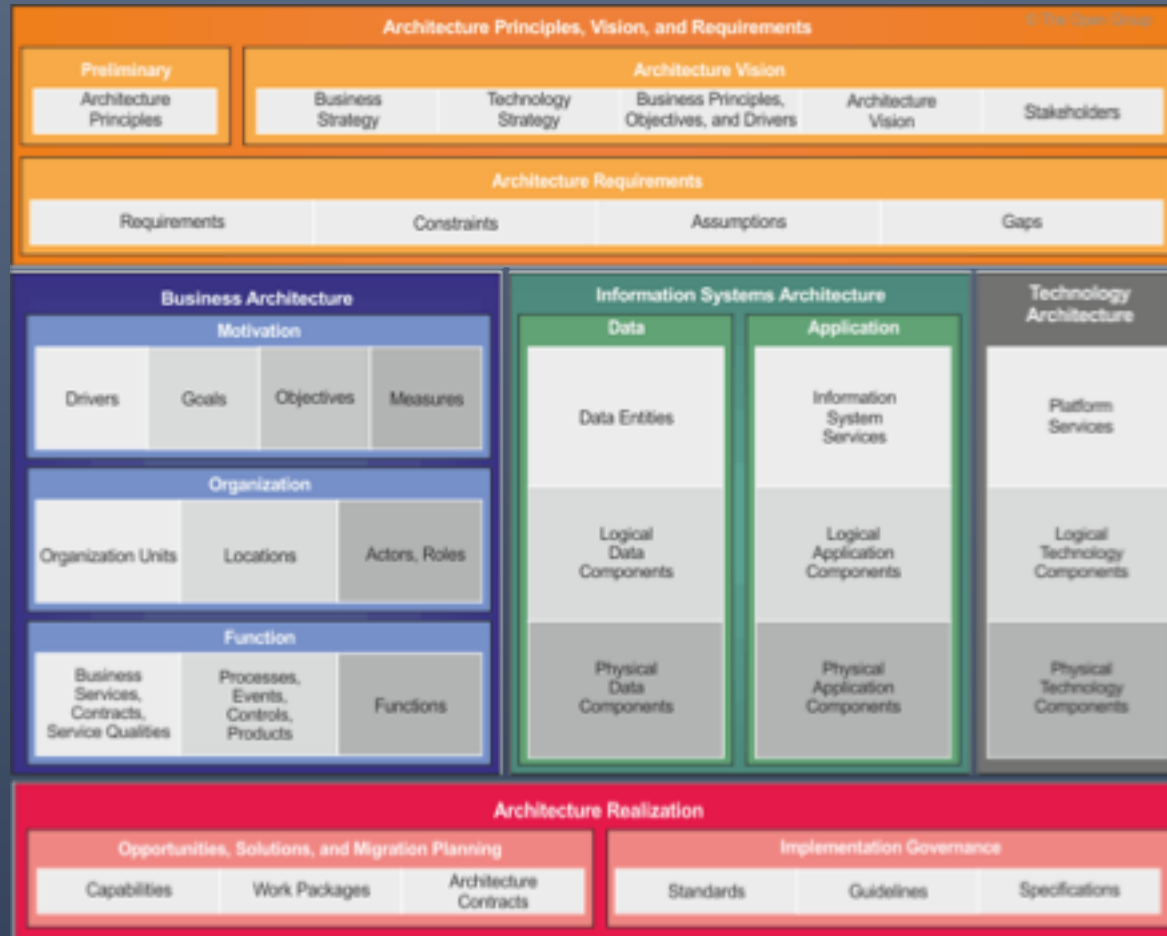 © The Open Group
Architecture Principles, Vision, and Requirements
Preliminary
Architecture
Principles
Architecture Vision
Business
Strategy
Technology
Strategy
Business Principles,
Objectives, and Drivers
Architecture
Vision
Stakeholders
Architecture Requirements
Requirements
Constraints
Assumptions
Gaps
Business Architecture
Motivation
Drivers
Goals
Objectives
Measures
Organization
Organization Units
Locations
Actors, Roles
Function
Business
Services,
Contracts,
Service Qualities
Processes,
Events,
Controls,
Products
Functions
Information Systems Architecture
Data
Data Entities
Logical
Data
Components
Physical
Data
Components
Application
Information
System
Services
Logical
Application
Components
Physical
Application
Components
Technology
Architecture
Platform
Services
Logical
Technology
Components
Physical
Technology
Components
Architecture Realization
Opportunities, Solutions, and Migration Planning
Capabilities
Work Packages
Architecture
Contracts
Implementation Governance
Standards
Guidelines
Specifications